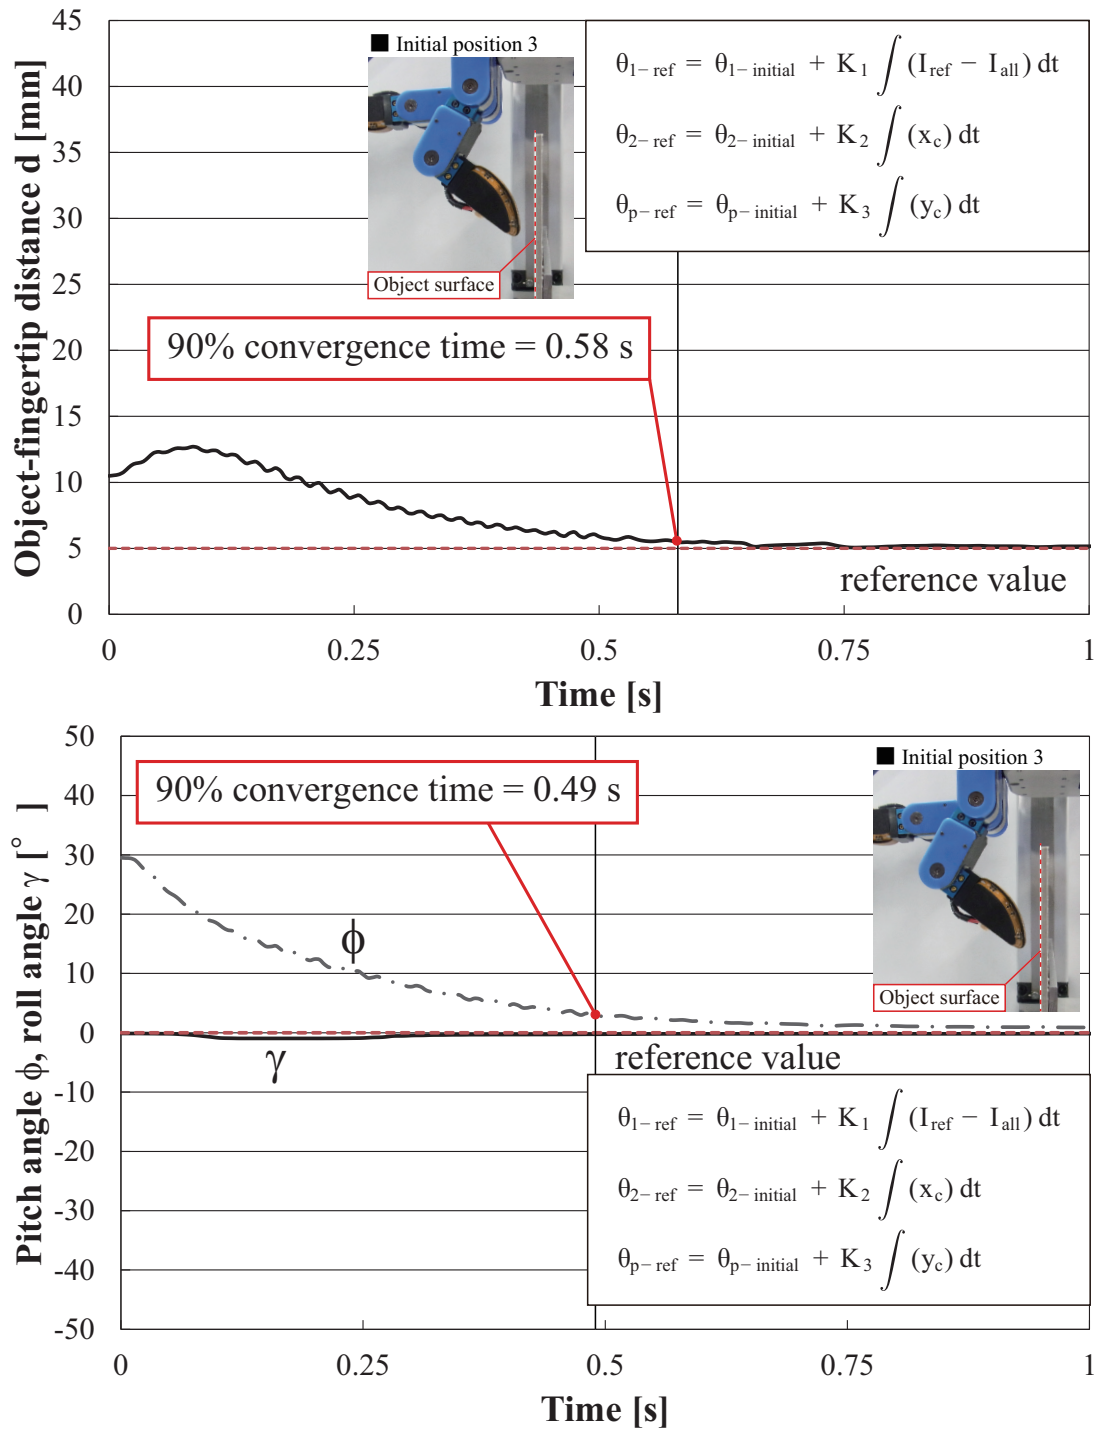 45
40
35
30
25
20
15
10
5
0
Object-fingertip distance d [mm]
■ Initial position 3
Object surface
θ1−ref = θ1−initial + K1 ∫ (Iref − Iall) dt
θ2−ref = θ2−initial + K2 ∫ (xc) dt
θp−ref = θp−initial + K3 ∫ (yc) dt
90% convergence time = 0.58 s
reference value
0 0.25 0.5 0.75 1
Time [s]
50
40
30
20
10
0
-10
-20
-30
-40
-50
Pitch angle ϕ, roll angle γ [° ]
90% convergence time = 0.49 s
■ Initial position 3
Object surface
ϕ
γ
reference value
θ1−ref = θ1−initial + K1 ∫ (Iref − Iall) dt
θ2−ref = θ2−initial + K2 ∫ (xc) dt
θp−ref = θp−initial + K3 ∫ (yc) dt
0 0.25 0.5 0.75 1
Time [s]